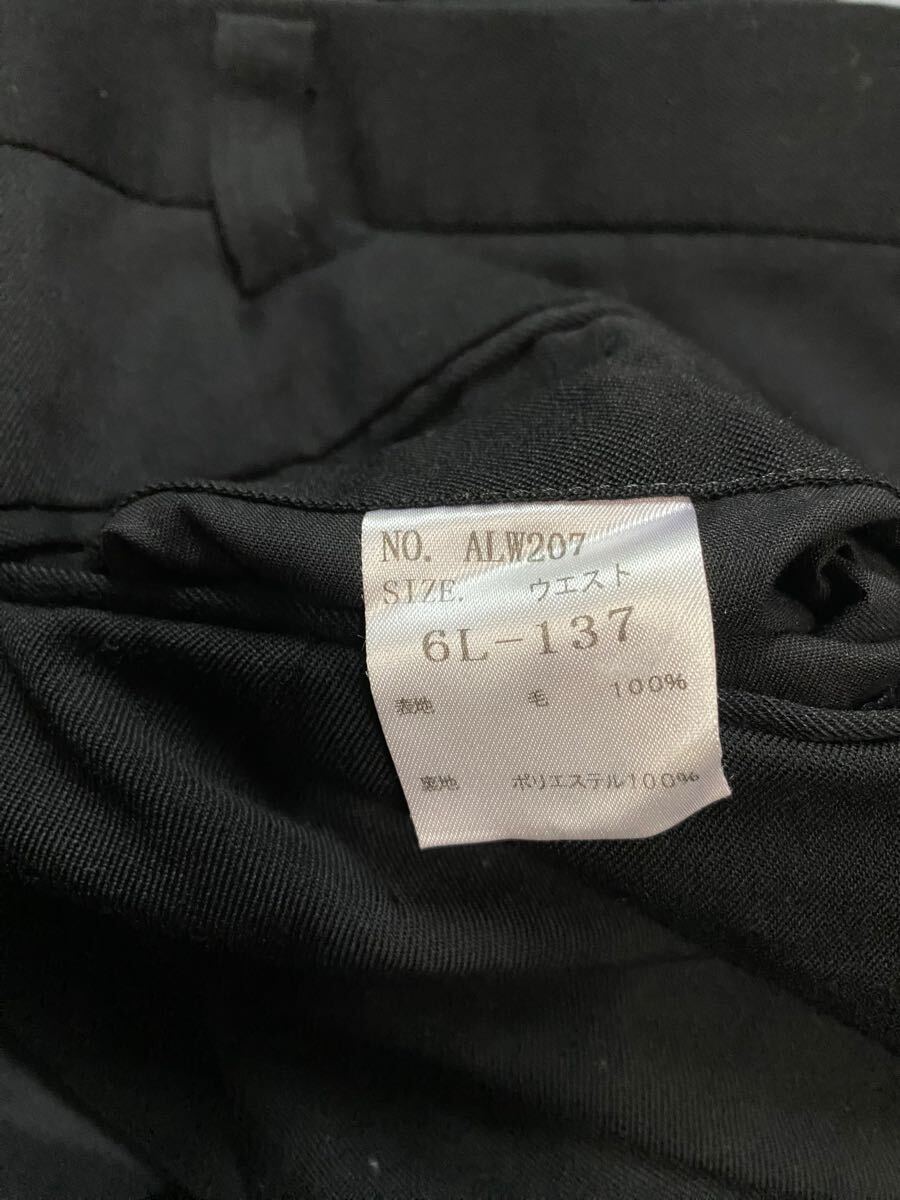 NO. ALW207
SIZE. ウエスト
6L-137
表地 毛 100%
裏地 ポリエステル100%